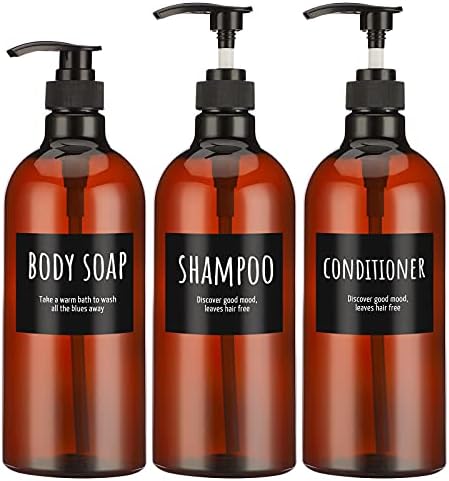 BODY SOAP
Take a warm bath to wash
all the blues away
SHAMPOO
Discover good mood,
leaves hair free
CONDITIONER
Discover good mood,
leaves hair free